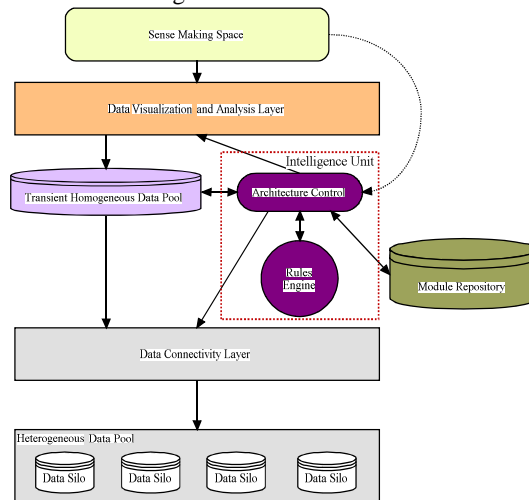 Sense Making Space
Data Visualization and Analysis Layer
Intelligence Unit
Transient Homogeneous Data Pool
Architecture Control
Rules
Engine
Module Repository
Data Connectivity Layer
Heterogeneous Data Pool
Data Silo
Data Silo
Data Silo
Data Silo